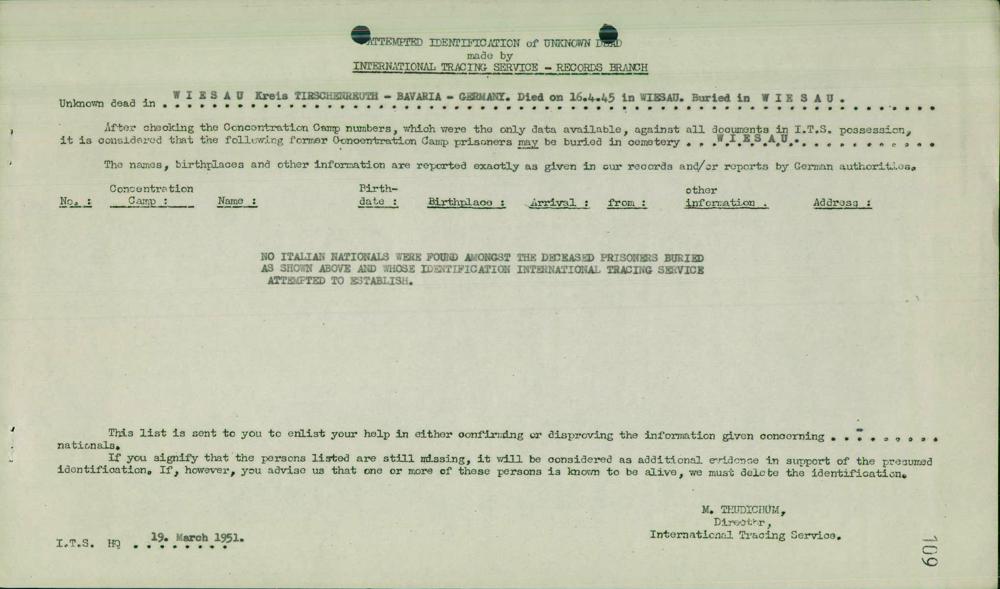 ATTEMPTED IDENTIFICATION of UNKNOWN DEAD
made by
INTERNATIONAL TRACING SERVICE - RECORDS BRANCH
Unknown dead in W I E S A U Kreis TIRSCHENREUTH - BAVARIA - GERMANY. Died on 16.4.45 in WIESAU. Buried in W I E S A U .
After checking the Concentration Camp numbers, which were the only data available, against all documents in I.T.S. possession,
it is considered that the following former Concentration Camp prisoners may be buried in cemetery . . W.I.E.S.A.U. . . . . . . .
The names, birthplaces and other information are reported exactly as given in our records and/or reports by German authorities.
Concentration Birth- other
No. : Camp : Name : date : Birthplace : Arrival : from : information . Address :
NO ITALIAN NATIONALS WERE FOUND AMONGST THE DECEASED PRISONERS BURIED
AS SHOWN ABOVE AND WHOSE IDENTIFICATION INTERNATIONAL TRACING SERVICE
ATTEMPTED TO ESTABLISH.
This list is sent to you to enlist your help in either confirming or disproving the information given concerning . . - . . . . .
nationals.
If you signify that the persons listed are still missing, it will be considered as additional evidence in support of the presumed
identification. If, however, you advise us that one or more of these persons is known to be alive, we must delete the identification.
M. THUDICHUM,
Director,
International Tracing Service.
I.T.S. HQ 19. March 1951.
109